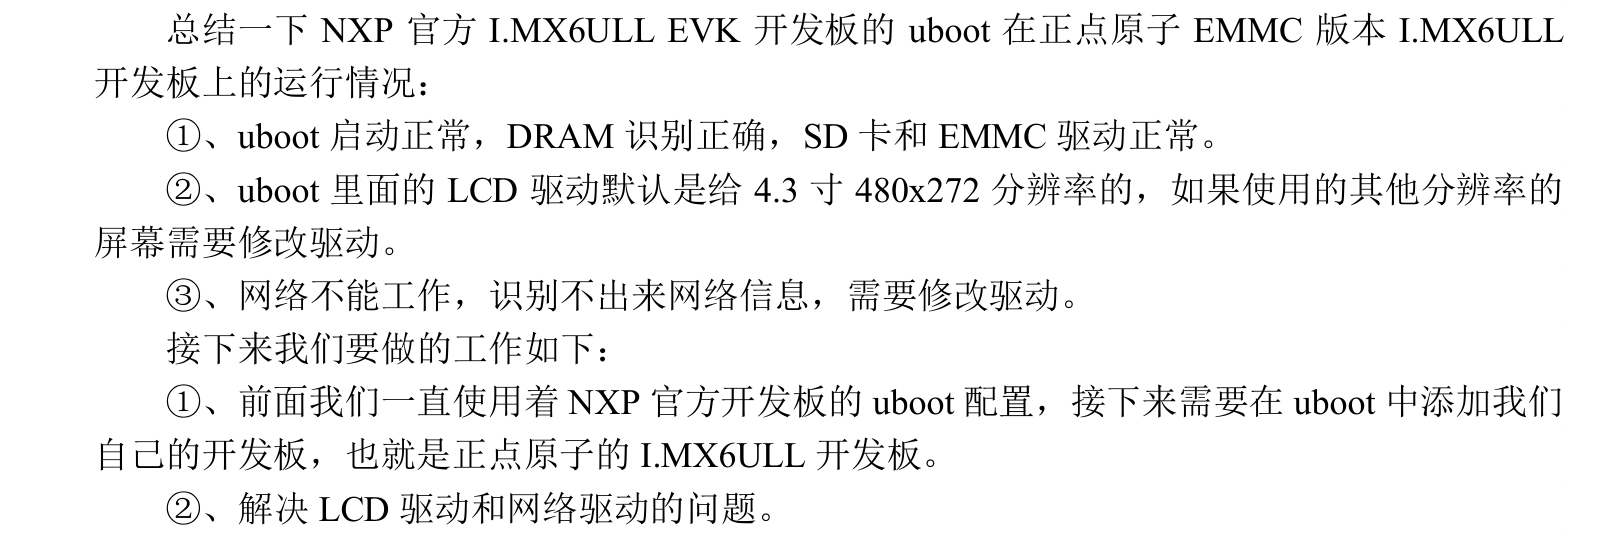 总结一下 NXP 官方 I.MX6ULL EVK 开发板的 uboot 在正点原子 EMMC 版本 I.MX6ULL
开发板上的运行情况：
①、uboot 启动正常，DRAM 识别正确，SD 卡和 EMMC 驱动正常。
②、uboot 里面的 LCD 驱动默认是给 4.3 寸 480x272 分辨率的，如果使用的其他分辨率的
屏幕需要修改驱动。
③、网络不能工作，识别不出来网络信息，需要修改驱动。
接下来我们要做的工作如下：
①、前面我们一直使用着 NXP 官方开发板的 uboot 配置，接下来需要在 uboot 中添加我们
自己的开发板，也就是正点原子的 I.MX6ULL 开发板。
②、解决 LCD 驱动和网络驱动的问题。